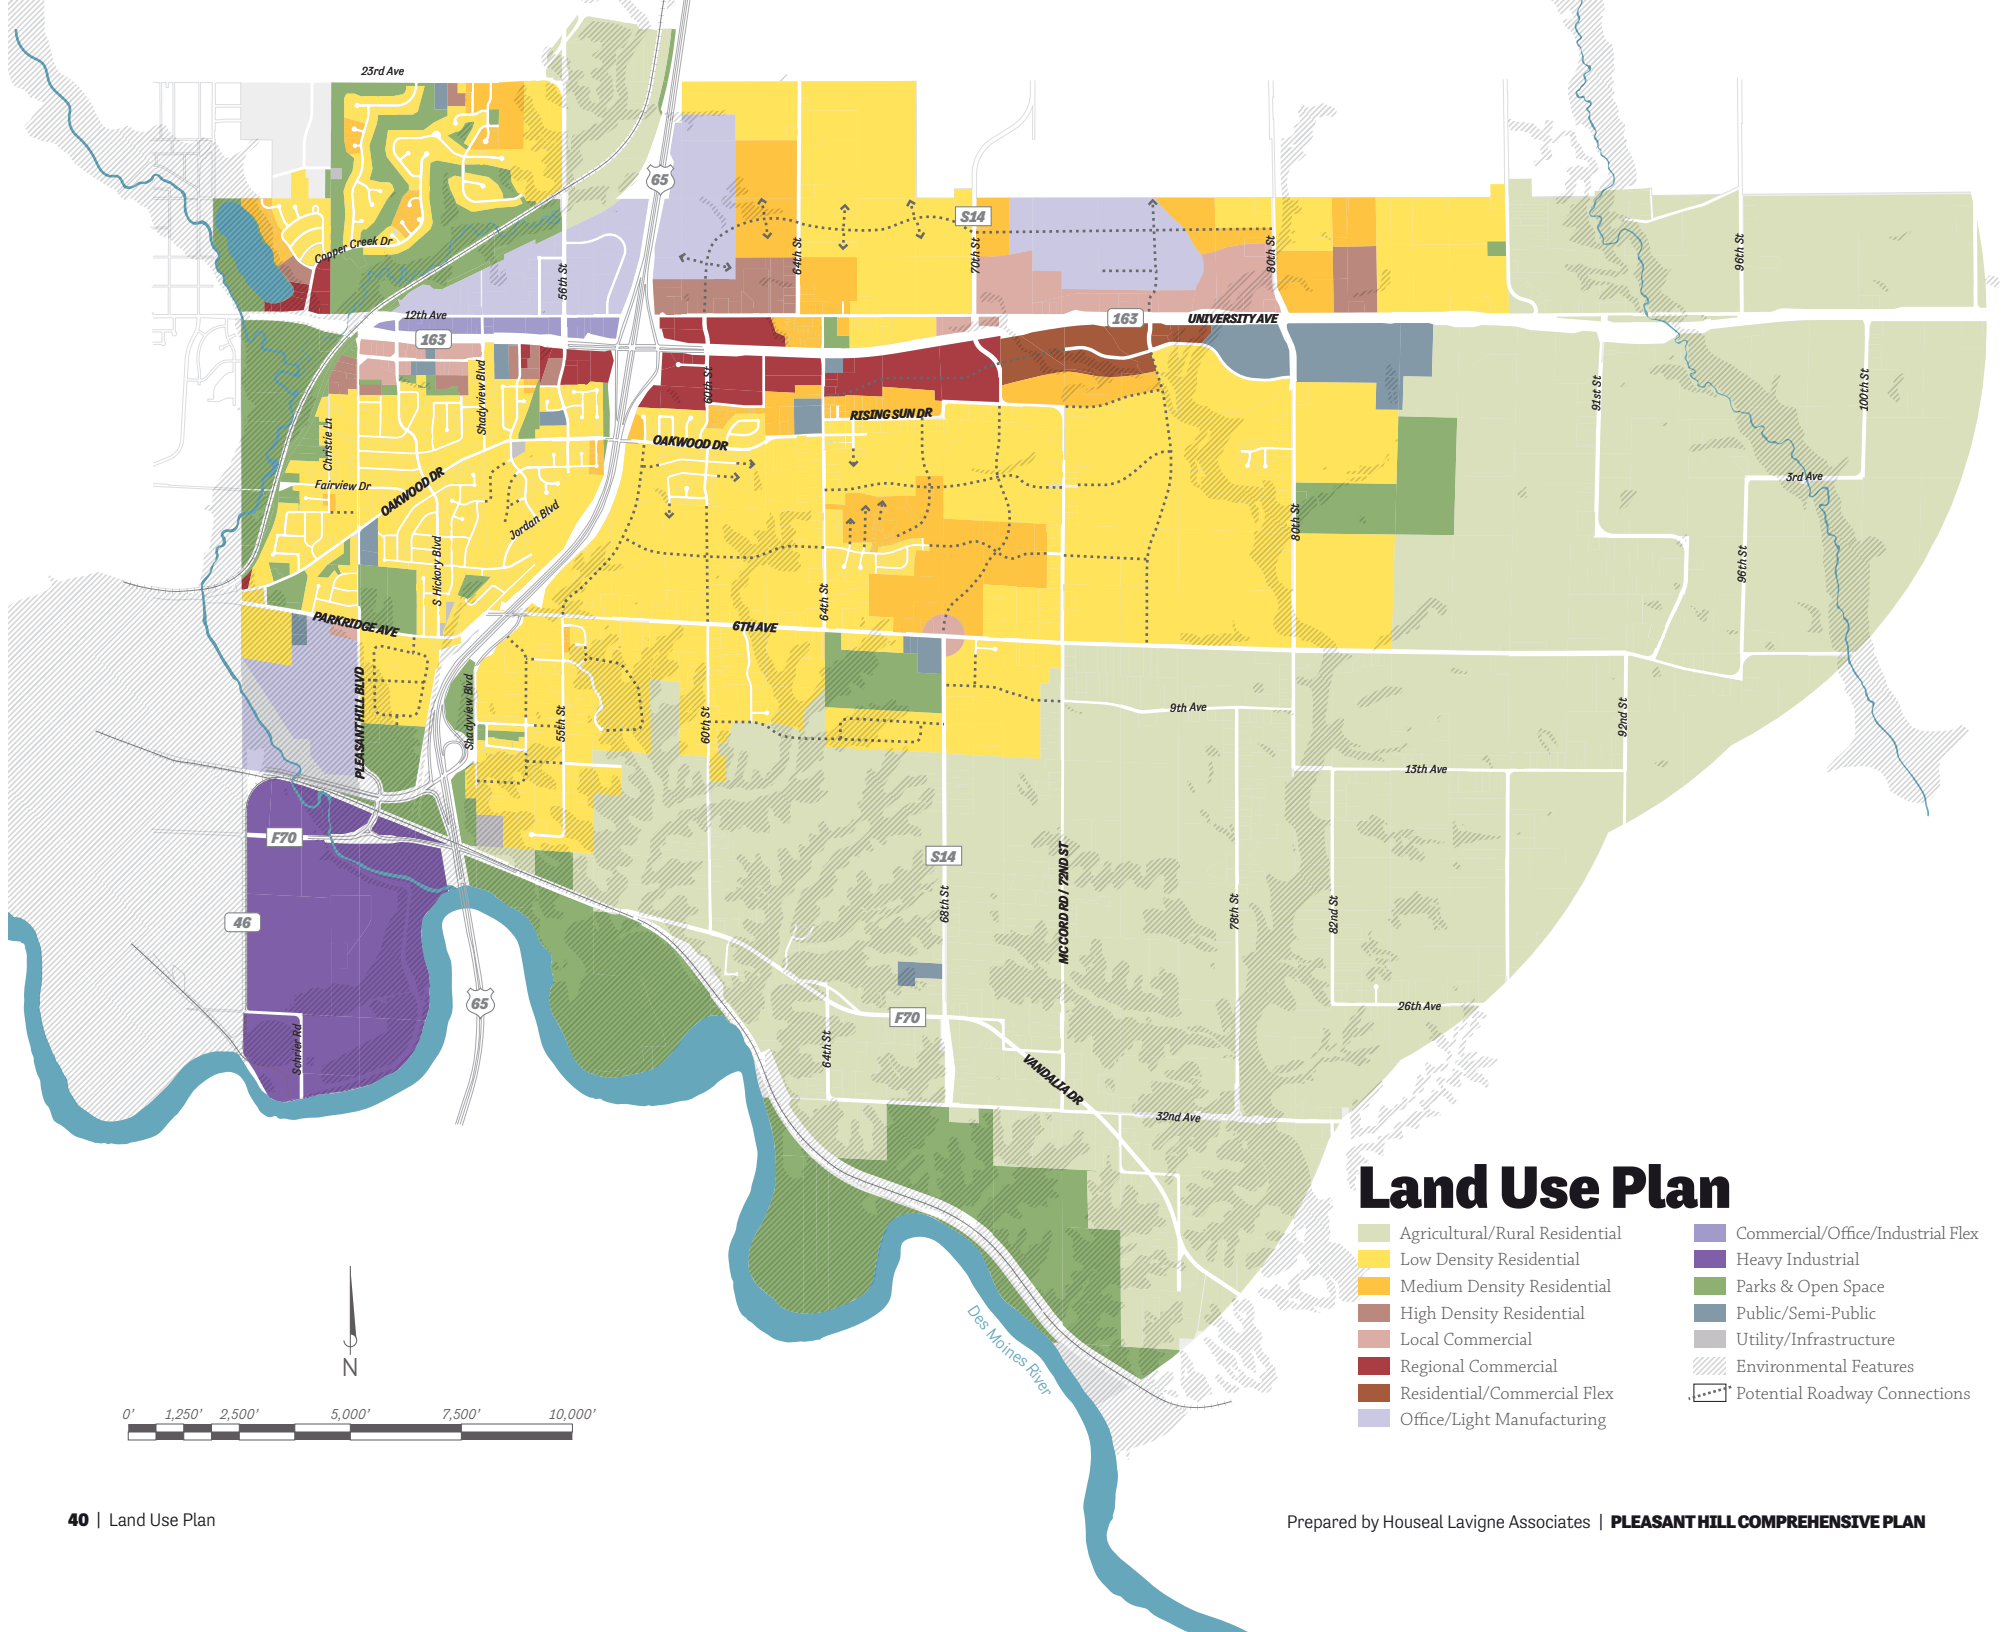 23rd Ave
65
S14
Copper Creek Dr
56th St
64th St
70th St
80th St
96th St
12th Ave
163
163
UNIVERSITY AVE
Christie Ln
Shadyview Blvd
60th St
RISING SUN DR
OAKWOOD DR
91st St
100th St
Fairview Dr
OAKWOOD DR
Jordan Blvd
3rd Ave
80th St
S Hickory Blvd
64th St
96th St
PARKRIDGE AVE
6TH AVE
PLEASANT HILL BLVD
Shadyview Blvd
55th St
60th St
9th Ave
92nd St
13th Ave
F70
S14
46
68th St
MCCORD RD / 72ND ST
78th St
82nd St
65
F70
26th Ave
Schrier Rd
64th St
VANDALIA DR
32nd Ave
Des Moines River
Land Use Plan
Agricultural/Rural Residential
Low Density Residential
Medium Density Residential
High Density Residential
Local Commercial
Regional Commercial
Residential/Commercial Flex
Office/Light Manufacturing
Commercial/Office/Industrial Flex
Heavy Industrial
Parks & Open Space
Public/Semi-Public
Utility/Infrastructure
Environmental Features
Potential Roadway Connections
N
0' 1,250' 2,500' 5,000' 7,500' 10,000'
40 | Land Use Plan
Prepared by Houseal Lavigne Associates | PLEASANT HILL COMPREHENSIVE PLAN